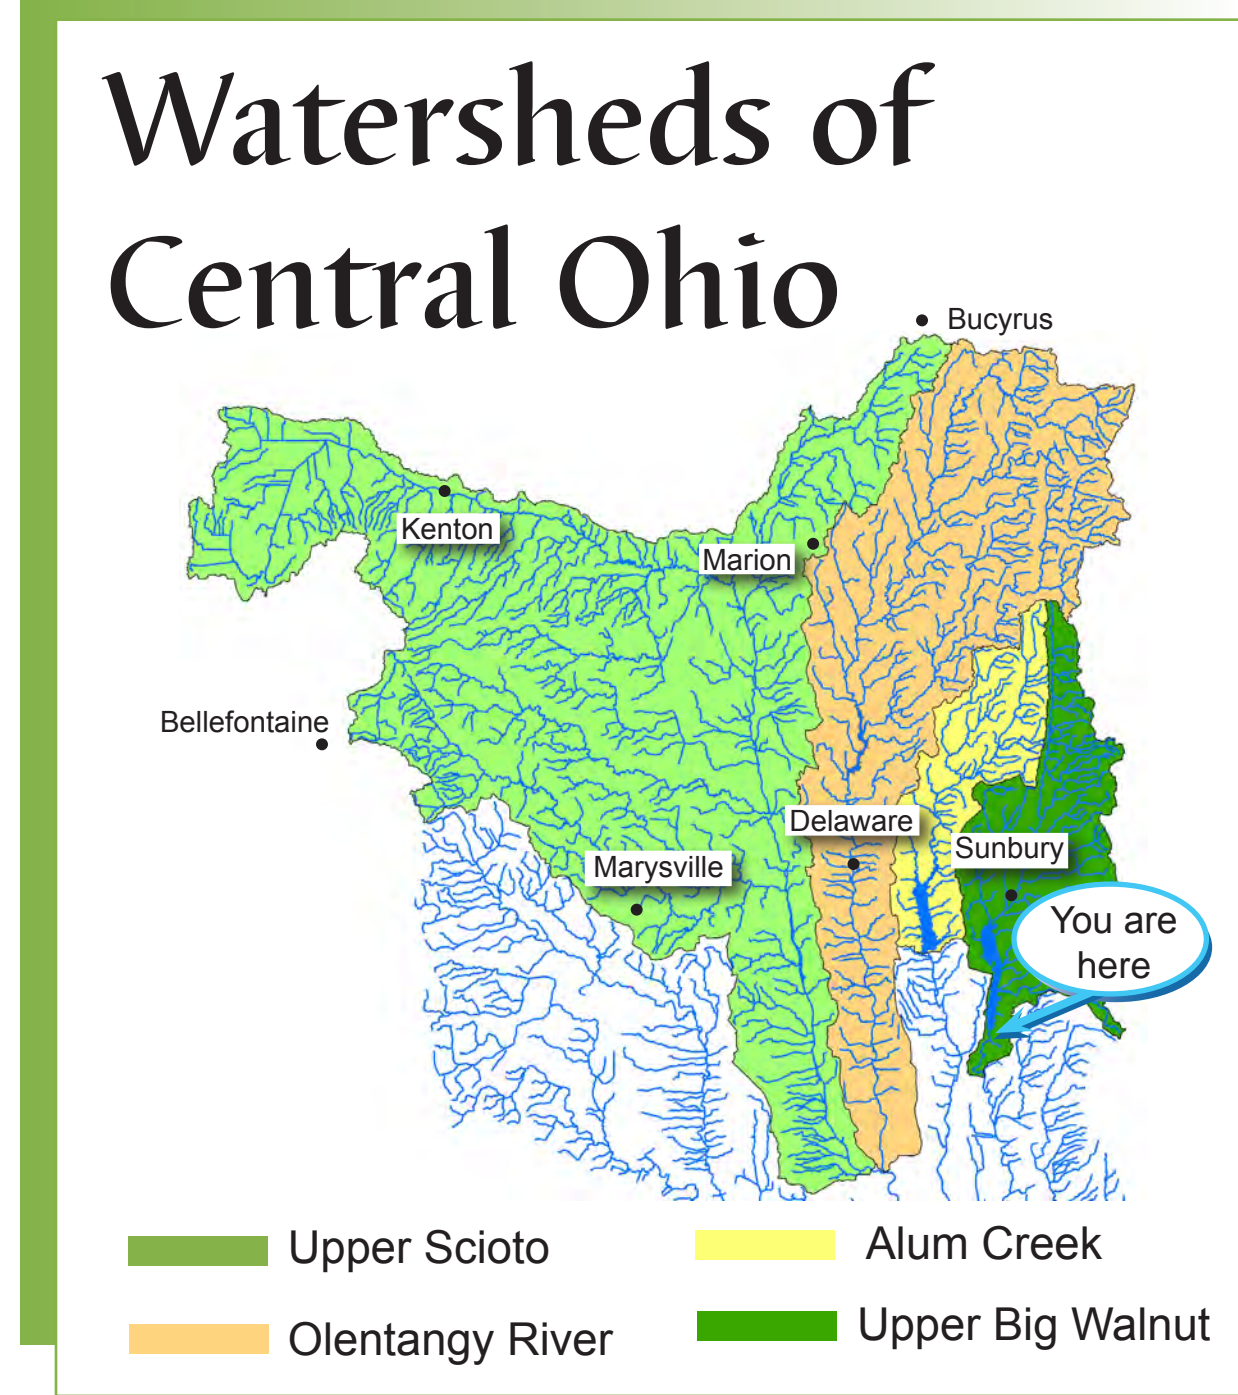 Watersheds of
Central Ohio
Bucyrus
Kenton
Marion
Bellefontaine
Delaware
Sunbury
Marysville
You are
here
Upper Scioto
Alum Creek
Olentangy River
Upper Big Walnut